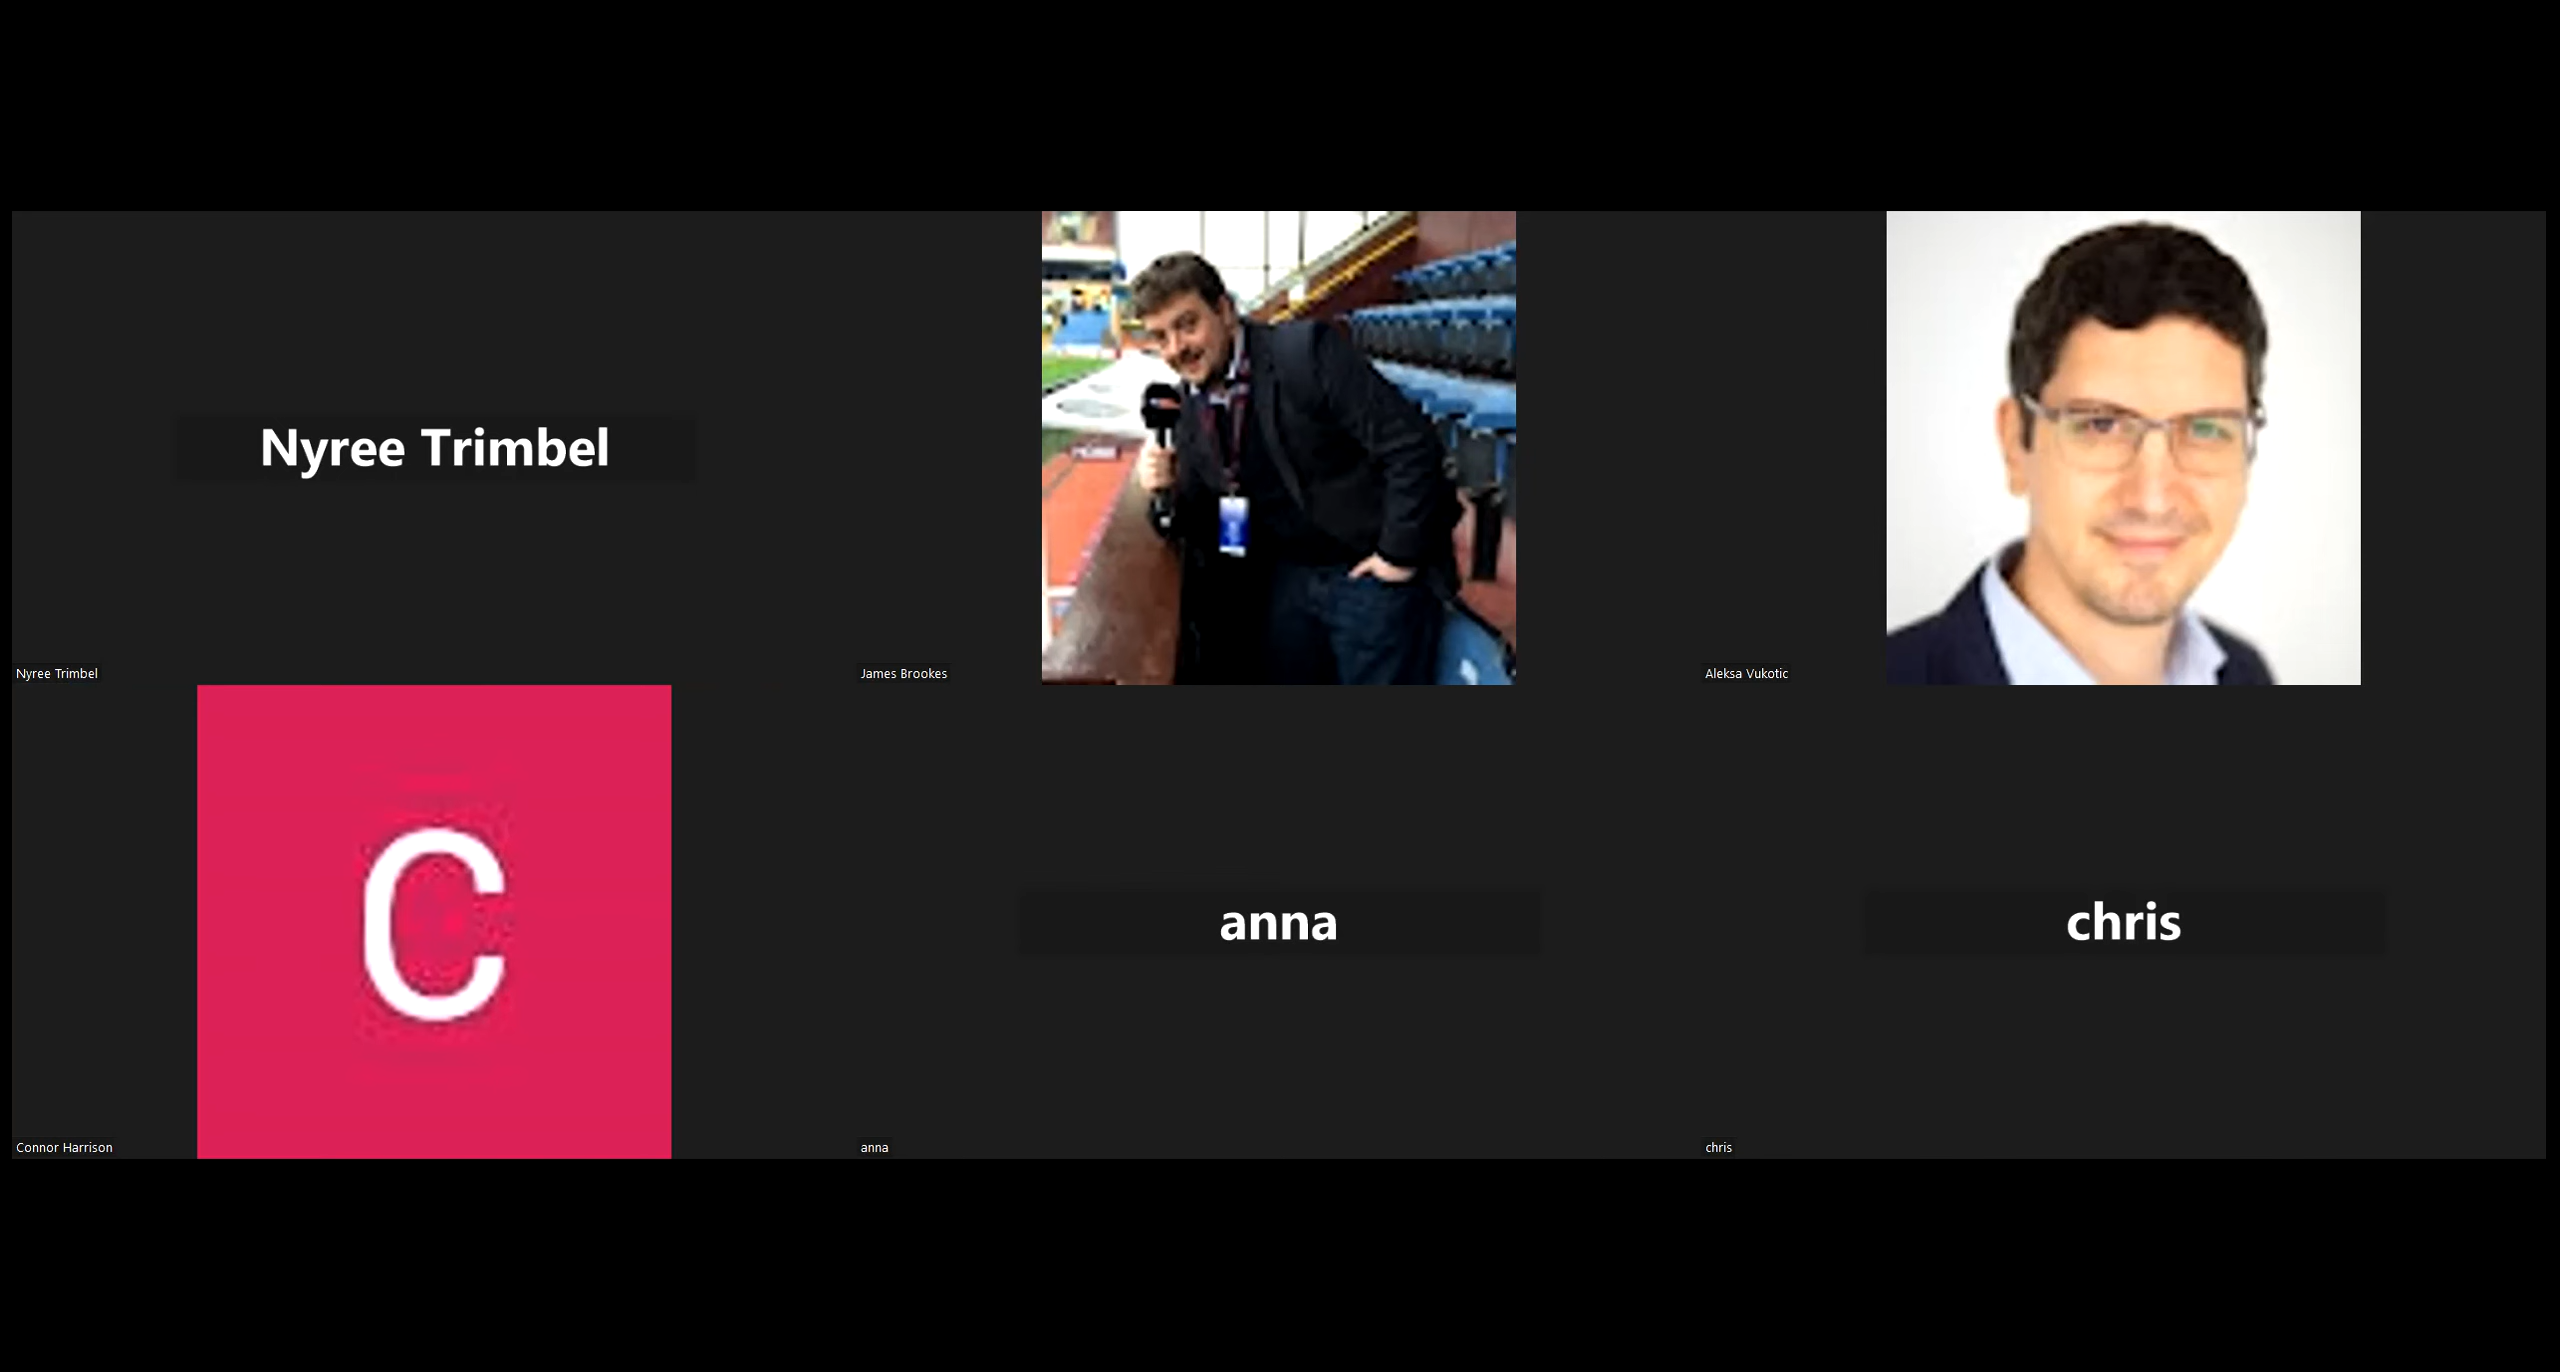 Nyree Trimbel
Nyree Trimbel
James Brookes
Aleksa Vukotic
C
Connor Harrison
anna
anna
chris
chris